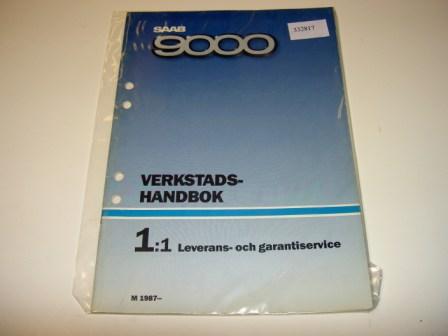 SAAB
9000
332817
VERKSTADS-
HANDBOK
1:1 Leverans- och garantiservice
M 1987–